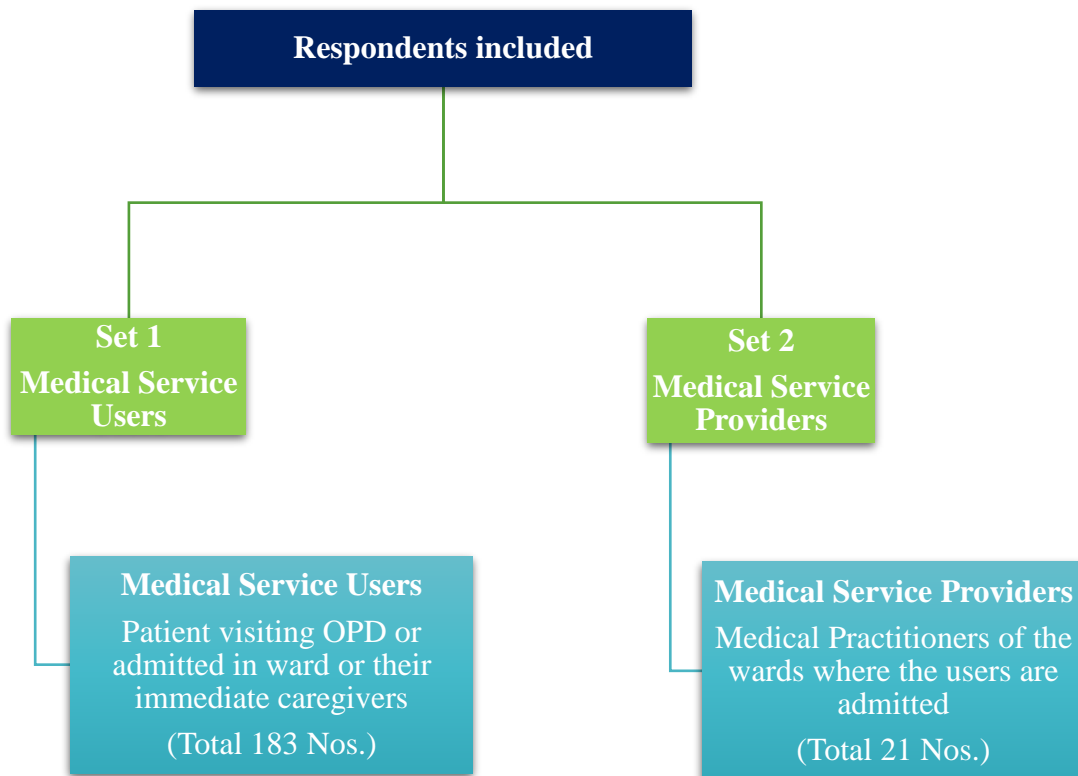 Respondents included
Set 1
Medical Service
Users
Medical Service Users
Patient visiting OPD or
admitted in ward or their
immediate caregivers
(Total 183 Nos.)
Set 2
Medical Service
Providers
Medical Service Providers
Medical Practitioners of the
wards where the users are
admitted
(Total 21 Nos.)